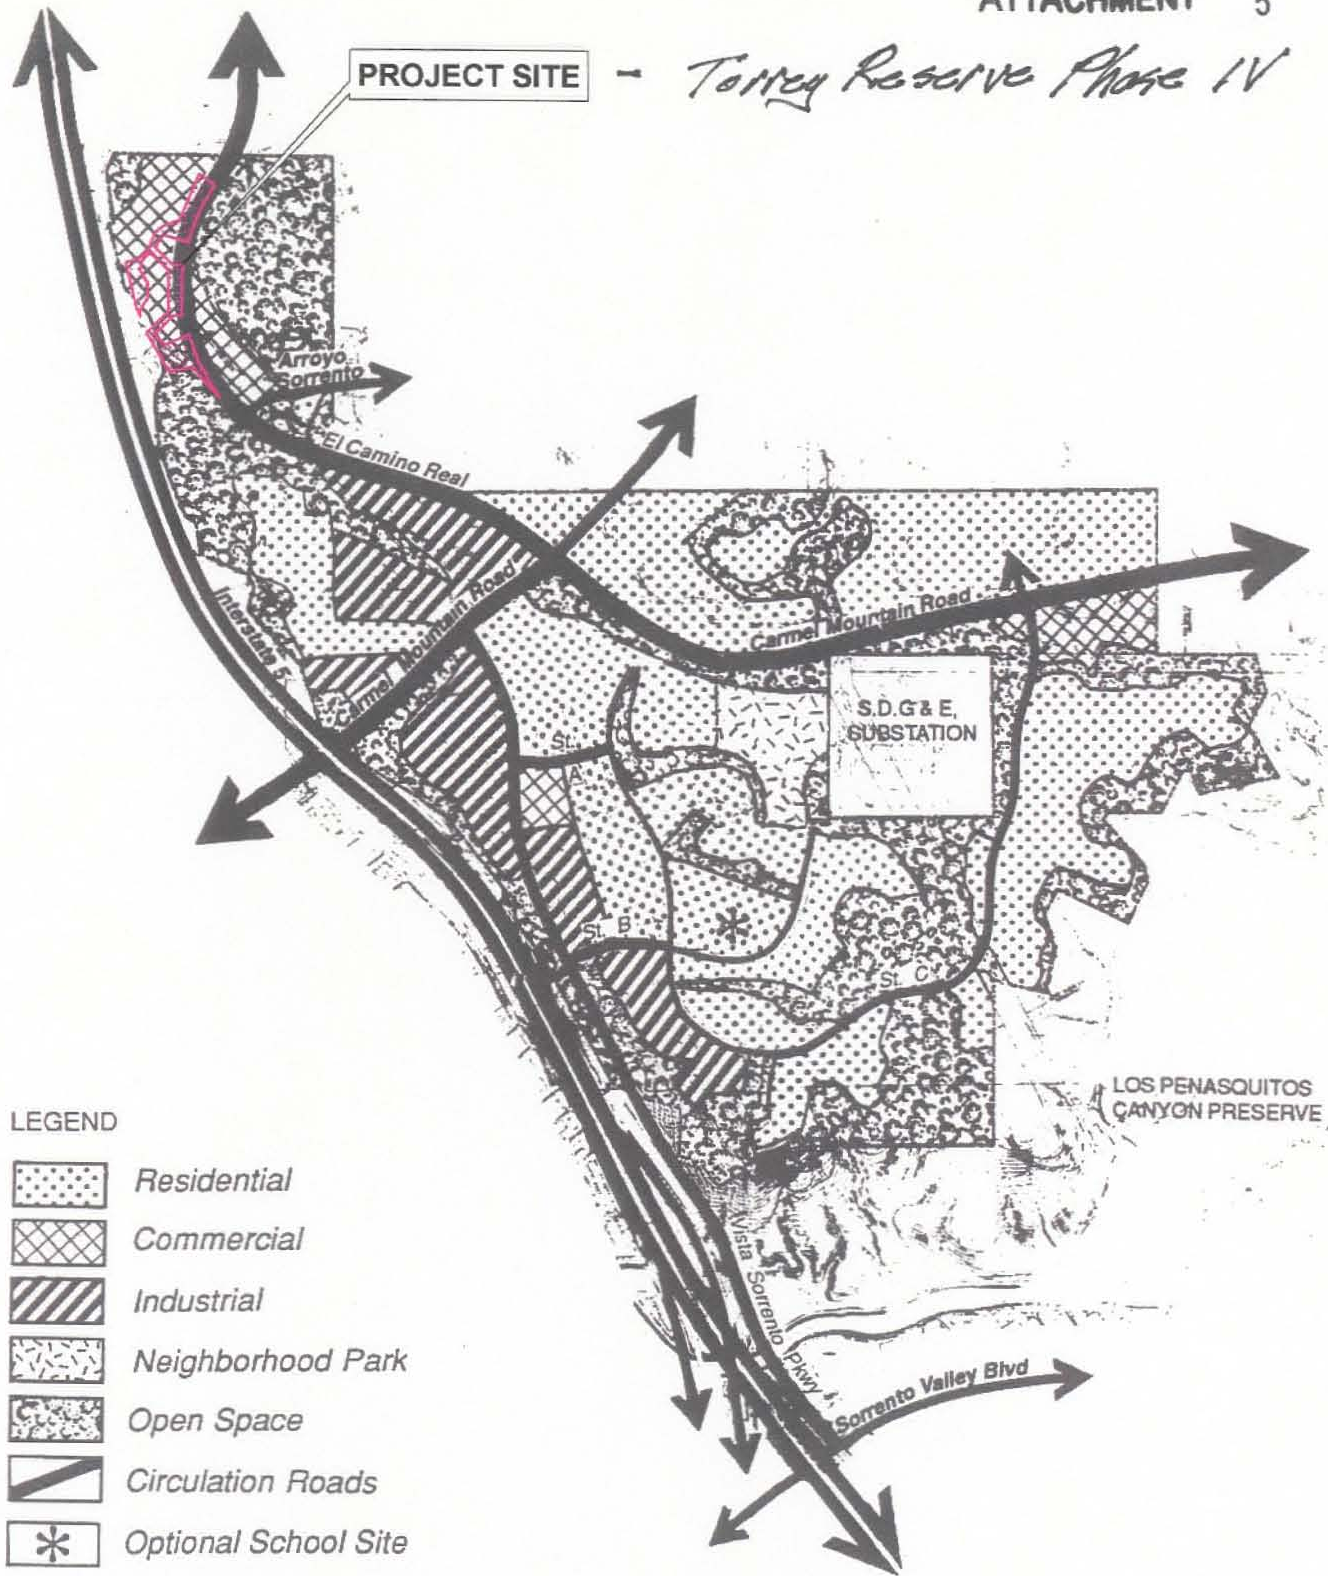 ATTACHMENT 5
PROJECT SITE - Torrey Reserve Phase IV
Arroyo
Sorrento
El Camino Real
Interstate
Carmel Mountain Road
Carmel Mountain Road
S.D.G & E,
SUBSTATION
St. A
St. B
St. C
LOS PENASQUITOS
CANYON PRESERVE
Vista Sorrento Pkwy
Sorrento Valley Blvd
LEGEND
Residential
Commercial
Industrial
Neighborhood Park
Open Space
Circulation Roads
Optional School Site